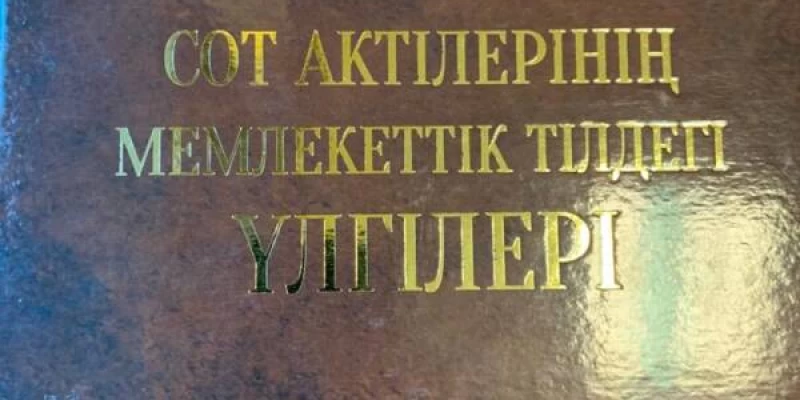 СОТ АКТІЛЕРІНІҢ
МЕМЛЕКЕТТІК ТІЛДЕГІ
ҮЛГІЛЕРІ